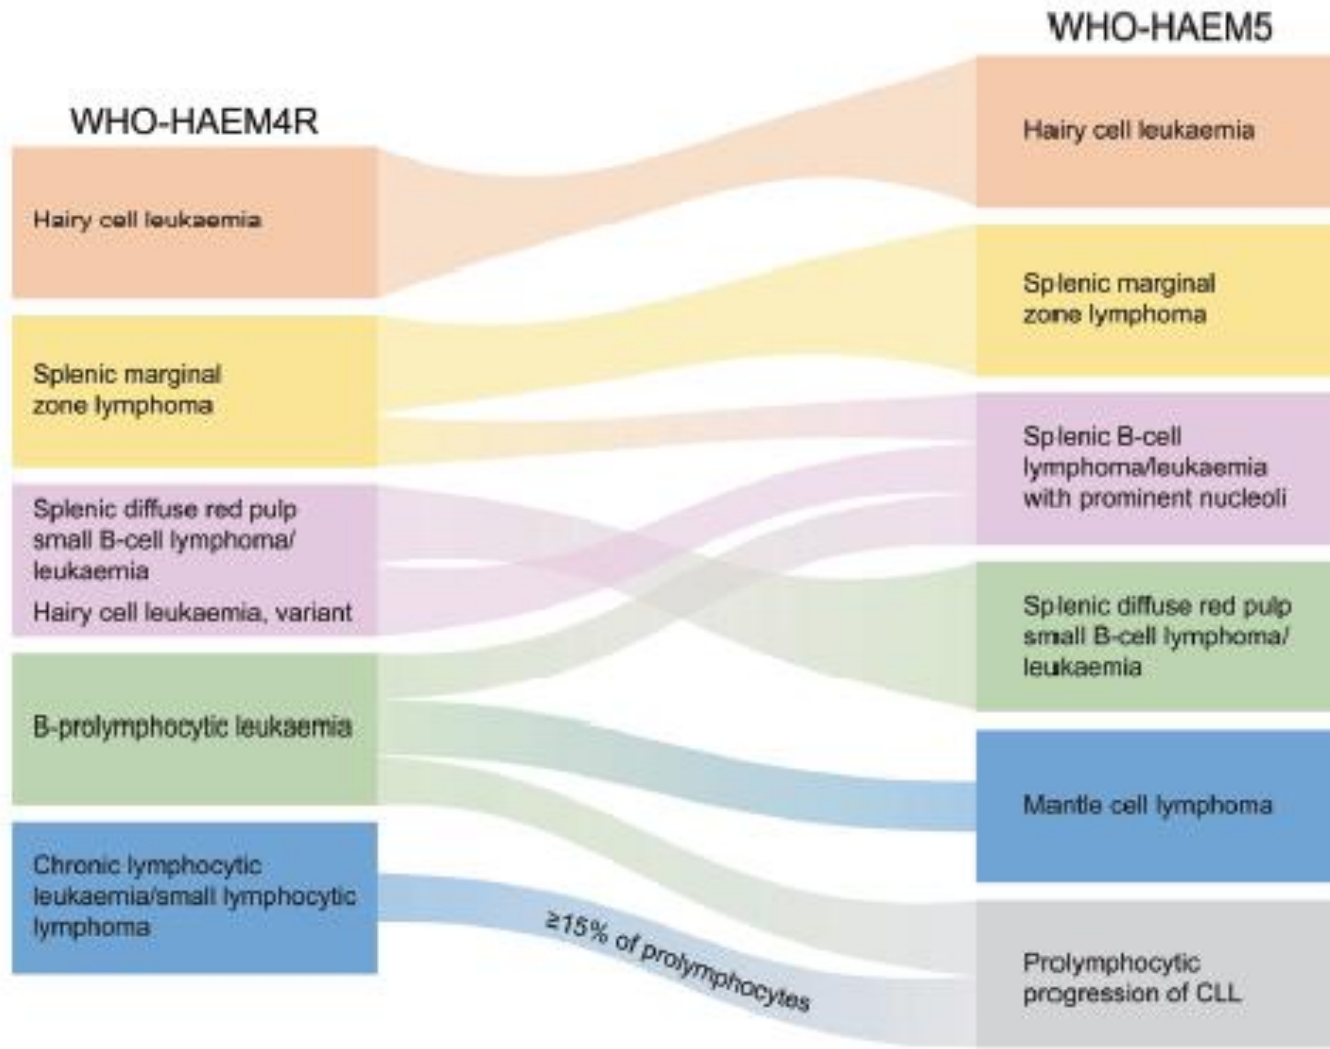 WHO-HAEM4R
Hairy cell leukaemia
Splenic marginal
zone lymphoma
Splenic diffuse red pulp
small B-cell lymphoma/
leukaemia
Hairy cell leukaemia, variant
B-prolymphocytic leukaemia
Chronic lymphocytic
leukaemia/small lymphocytic
lymphoma
≥15% of prolymphocytes
WHO-HAEM5
Hairy cell leukaemia
Splenic marginal
zone lymphoma
Splenic B-cell
lymphoma/leukaemia
with prominent nucleoli
Splenic diffuse red pulp
small B-cell lymphoma/
leukaemia
Mantle cell lymphoma
Prolymphocytic
progression of CLL